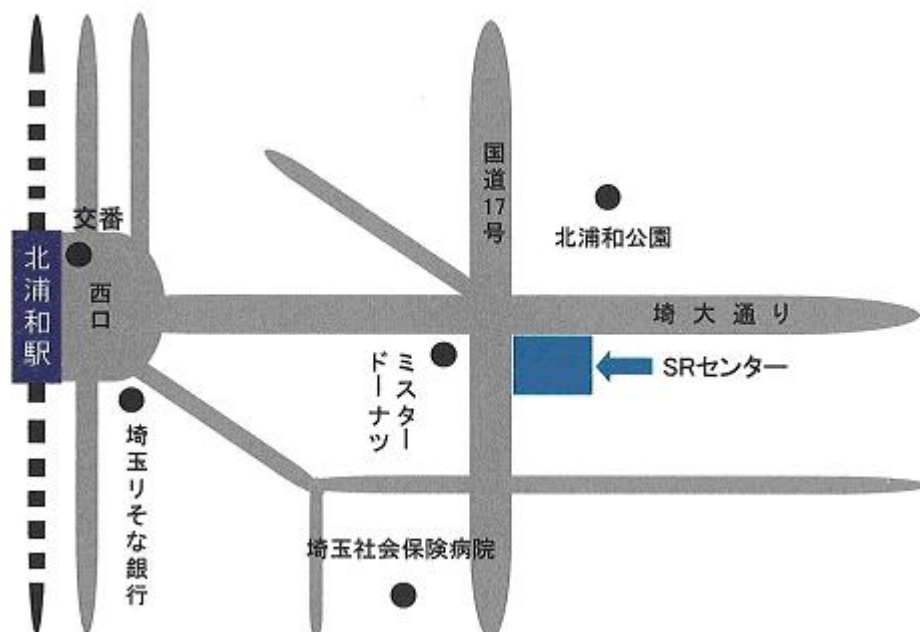 交番
北浦和駅
西口
国道17号
北浦和公園
埼大通り
ミスター
ドーナツ
SRセンター
埼玉りそな銀行
埼玉社会保険病院